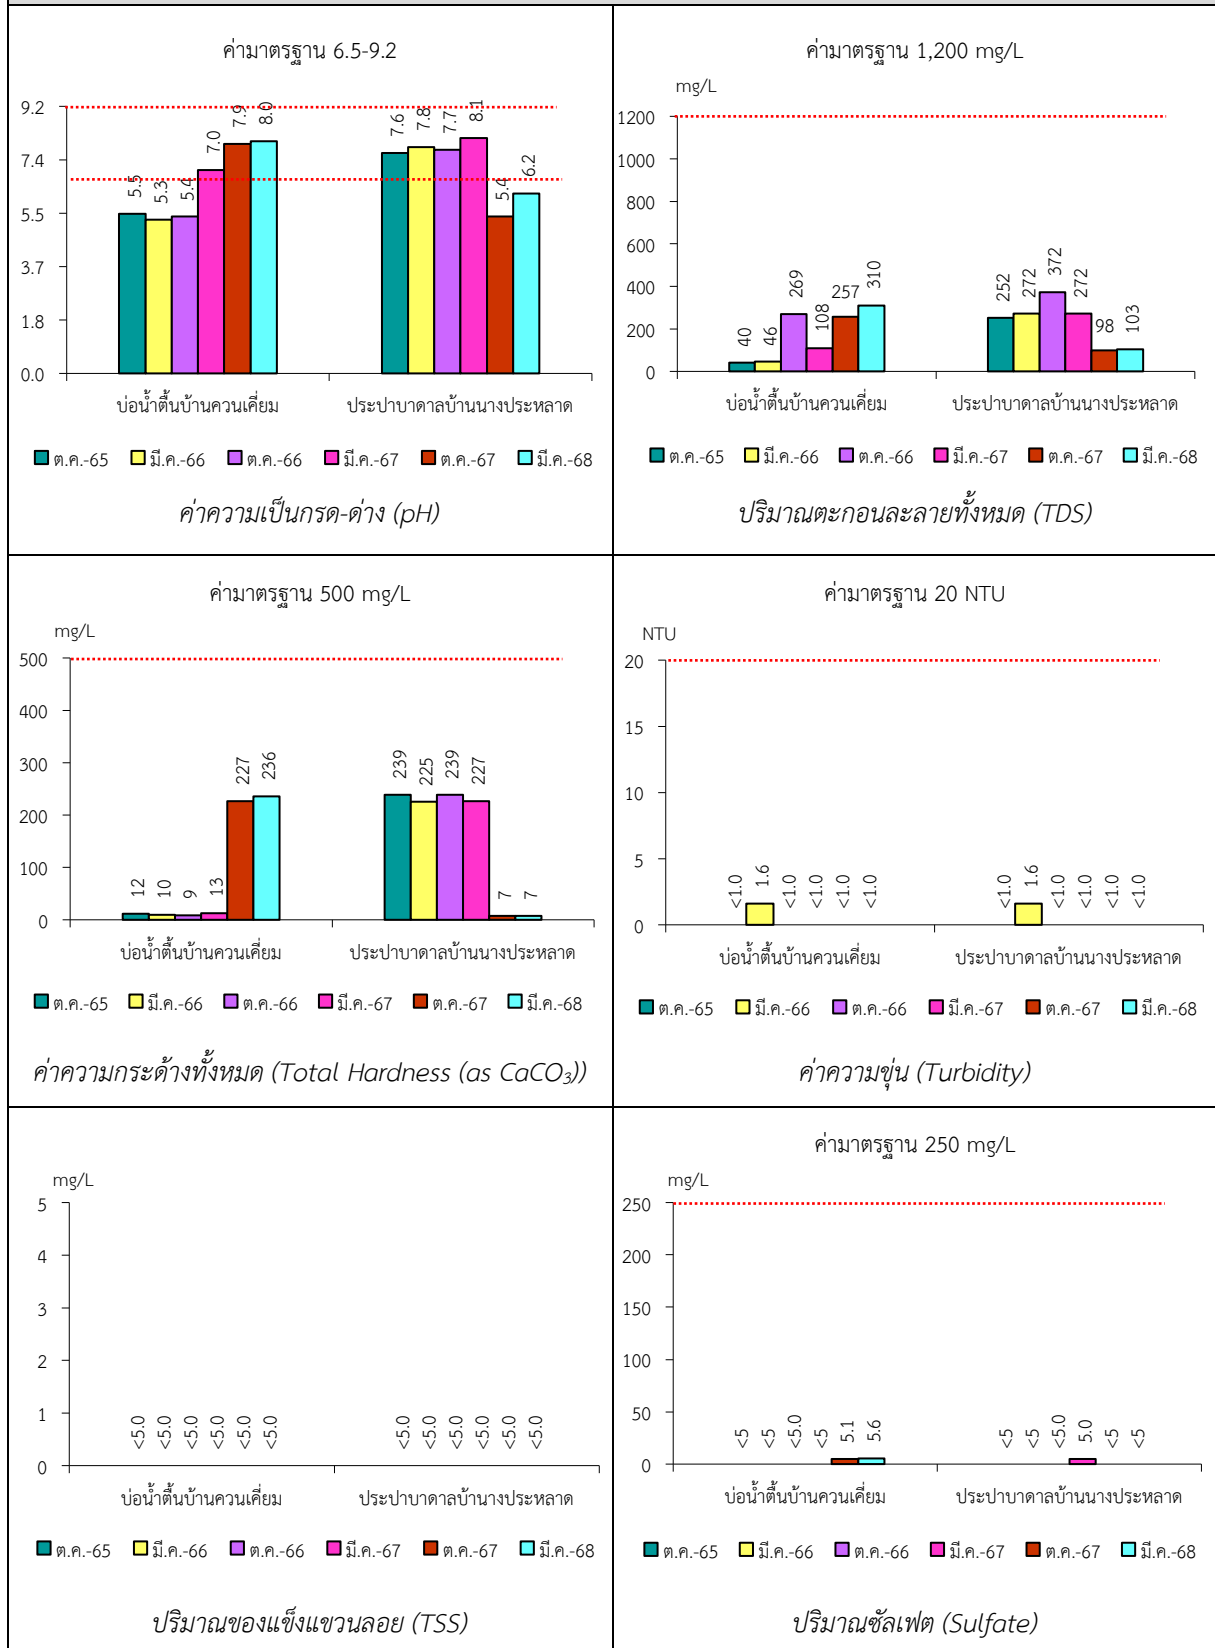 ค่ามาตรฐาน 6.5-9.2
9.2
7.4
5.5
3.7
1.8
0.0
5.5 5.3 5.4 7.0 7.9 8.0 7.6 7.8 7.7 8.1 5.4 6.2
บ่อน้ำตื้นบ้านควนเคี่ยม ประปาบาดาลบ้านนางประหลาด
ต.ค.-65 มี.ค.-66 ต.ค.-66 มี.ค.-67 ต.ค.-67 มี.ค.-68
ค่าความเป็นกรด-ด่าง (pH)
ค่ามาตรฐาน 1,200 mg/L
mg/L
1200
1000
800
600
400
200
0
40 46 269 108 257 310 252 272 372 272 98 103
บ่อน้ำตื้นบ้านควนเคี่ยม ประปาบาดาลบ้านนางประหลาด
ต.ค.-65 มี.ค.-66 ต.ค.-66 มี.ค.-67 ต.ค.-67 มี.ค.-68
ปริมาณตะกอนละลายทั้งหมด (TDS)
ค่ามาตรฐาน 500 mg/L
mg/L
500
400
300
200
100
0
12 10 9 13 227 236 239 225 239 227 7 7
บ่อน้ำตื้นบ้านควนเคี่ยม ประปาบาดาลบ้านนางประหลาด
ต.ค.-65 มี.ค.-66 ต.ค.-66 มี.ค.-67 ต.ค.-67 มี.ค.-68
ค่าความกระด้างทั้งหมด (Total Hardness (as CaCO₃))
ค่ามาตรฐาน 20 NTU
NTU
20
15
10
5
0
<1.0 1.6 <1.0 <1.0 <1.0 <1.0 <1.0 1.6 <1.0 <1.0 <1.0 <1.0
บ่อน้ำตื้นบ้านควนเคี่ยม ประปาบาดาลบ้านนางประหลาด
ต.ค.-65 มี.ค.-66 ต.ค.-66 มี.ค.-67 ต.ค.-67 มี.ค.-68
ค่าความขุ่น (Turbidity)
mg/L
5
4
3
2
1
0
<5.0 <5.0 <5.0 <5.0 <5.0 <5.0 <5.0 <5.0 <5.0 <5.0 <5.0 <5.0
บ่อน้ำตื้นบ้านควนเคี่ยม ประปาบาดาลบ้านางประหลาด
ต.ค.-65 มี.ค.-66 ต.ค.-66 มี.ค.-67 ต.ค.-67 มี.ค.-68
ปริมาณของแข็งแขวนลอย (TSS)
ค่ามาตรฐาน 250 mg/L
mg/L
250
200
150
100
50
0
<5 <5 <5.0 <5 5.1 5.6 <5 <5 <5.0 5.0 <5 <5
บ่อน้ำตื้นบ้านควนเคี่ยม ประปาบาดาลบ้านนางประหลาด
ต.ค.-65 มี.ค.-66 ต.ค.-66 มี.ค.-67 ต.ค.-67 มี.ค.-68
ปริมาณซัลเฟต (Sulfate)